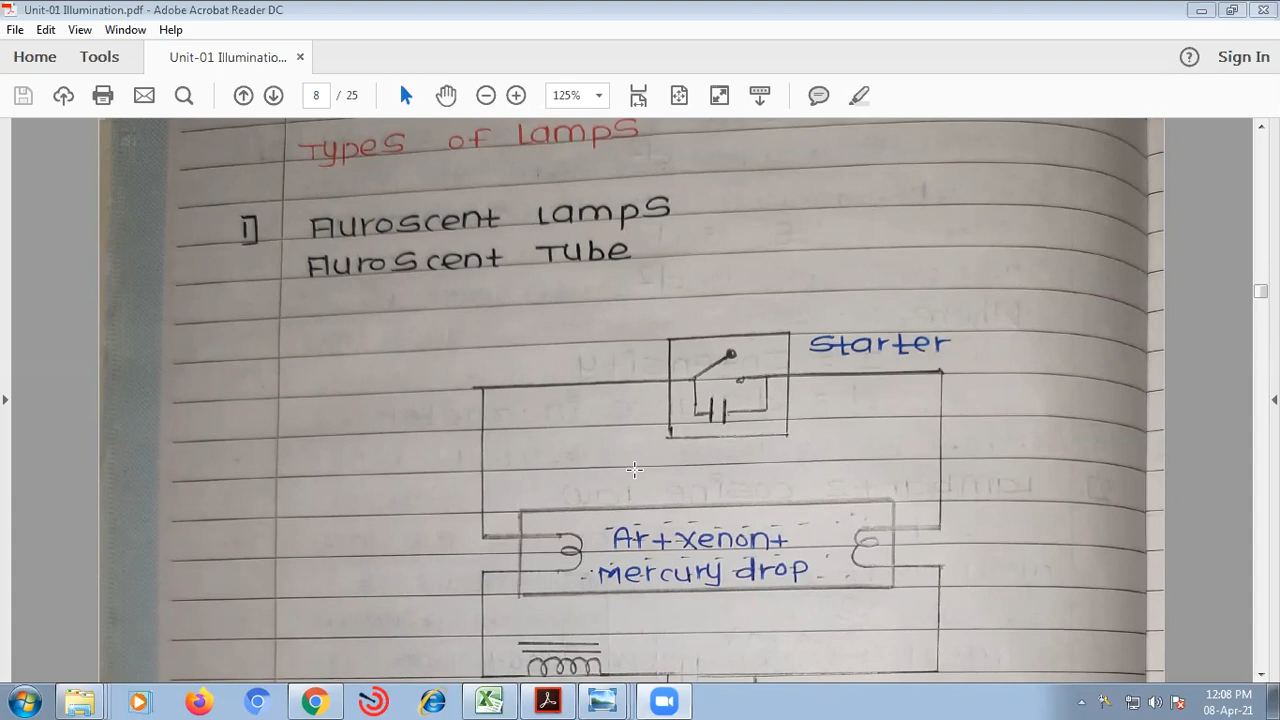 Unit-01 Illumination.pdf - Adobe Acrobat Reader DC
File Edit View Window Help
Home Tools Unit-01 Illuminatio... × Sign In
8 / 25 125%
Types of Lamps
1] Fluroscent Lamps
Fluroscent Tube
Starter
Ar+xenon+
mercury drop
12:08 PM
08-Apr-21